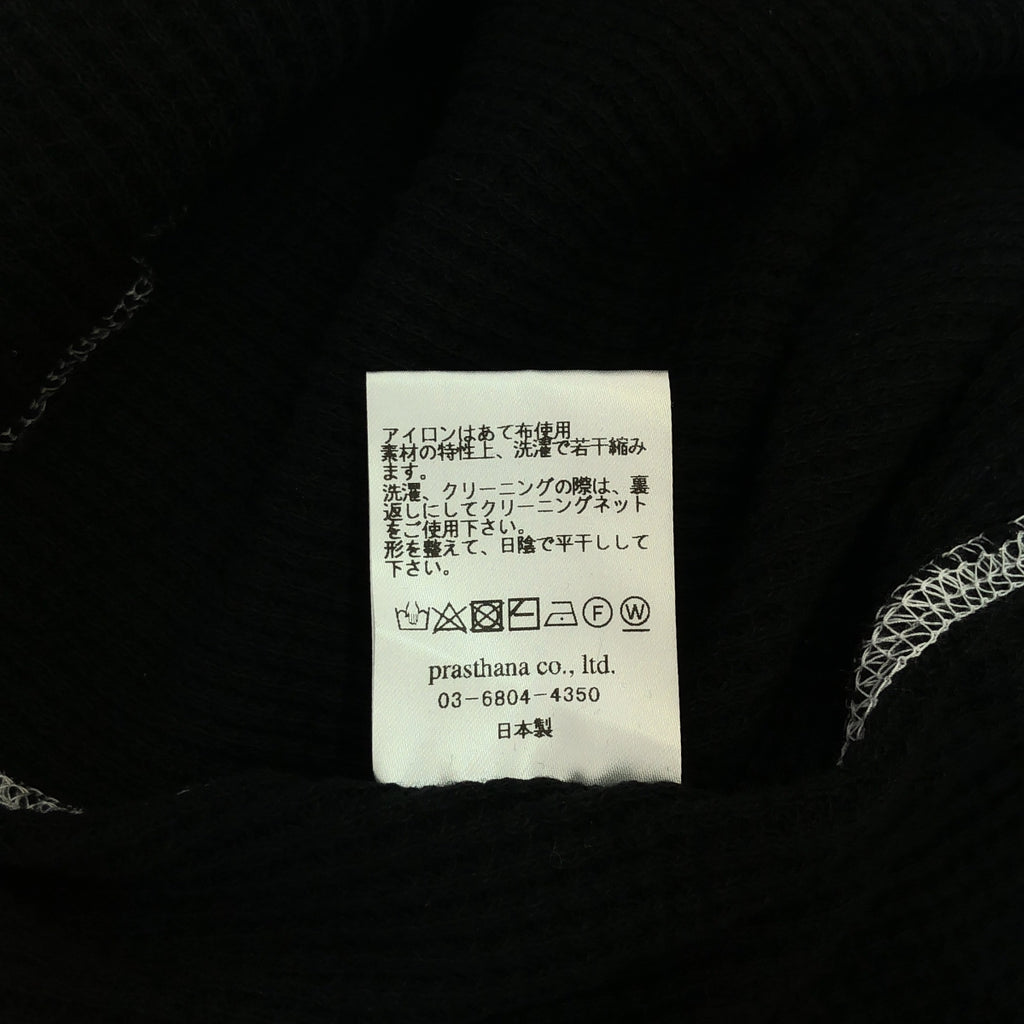 アイロンはあて布使用
素材の特性上、洗濯で若干縮み
ます。
洗濯、クリーニングの際は、裏
返しにしてクリーニングネット
をご使用下さい。
形を整えて、日陰で平干しして
下さい。
F W
prasthana co., ltd.
03-6804-4350
日本製